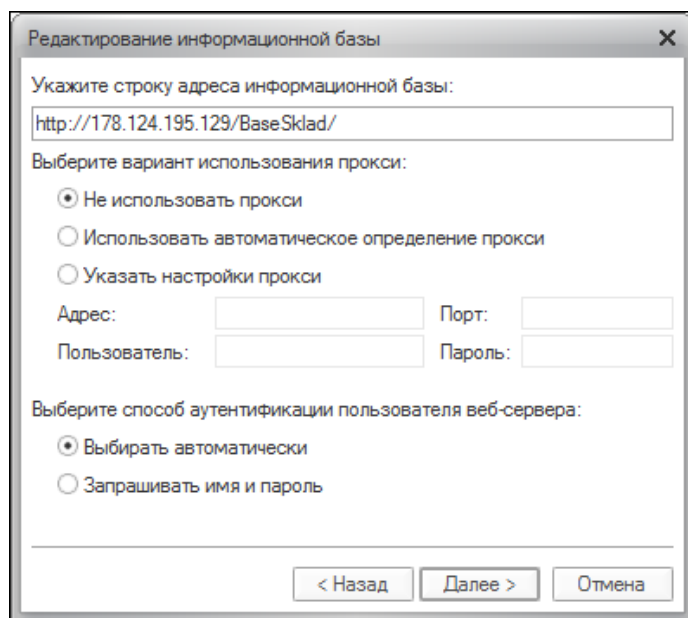 Редактирование информационной базы
Укажите строку адреса информационной базы:
http://178.124.195.129/BaseSklad/
Выберите вариант использования прокси:
Не использовать прокси
Использовать автоматическое определение прокси
Указать настройки прокси
Адрес: Порт:
Пользователь: Пароль:
Выберите способ аутентификации пользователя веб-сервера:
Выбирать автоматически
Запрашивать имя и пароль
< Назад Далее > Отмена